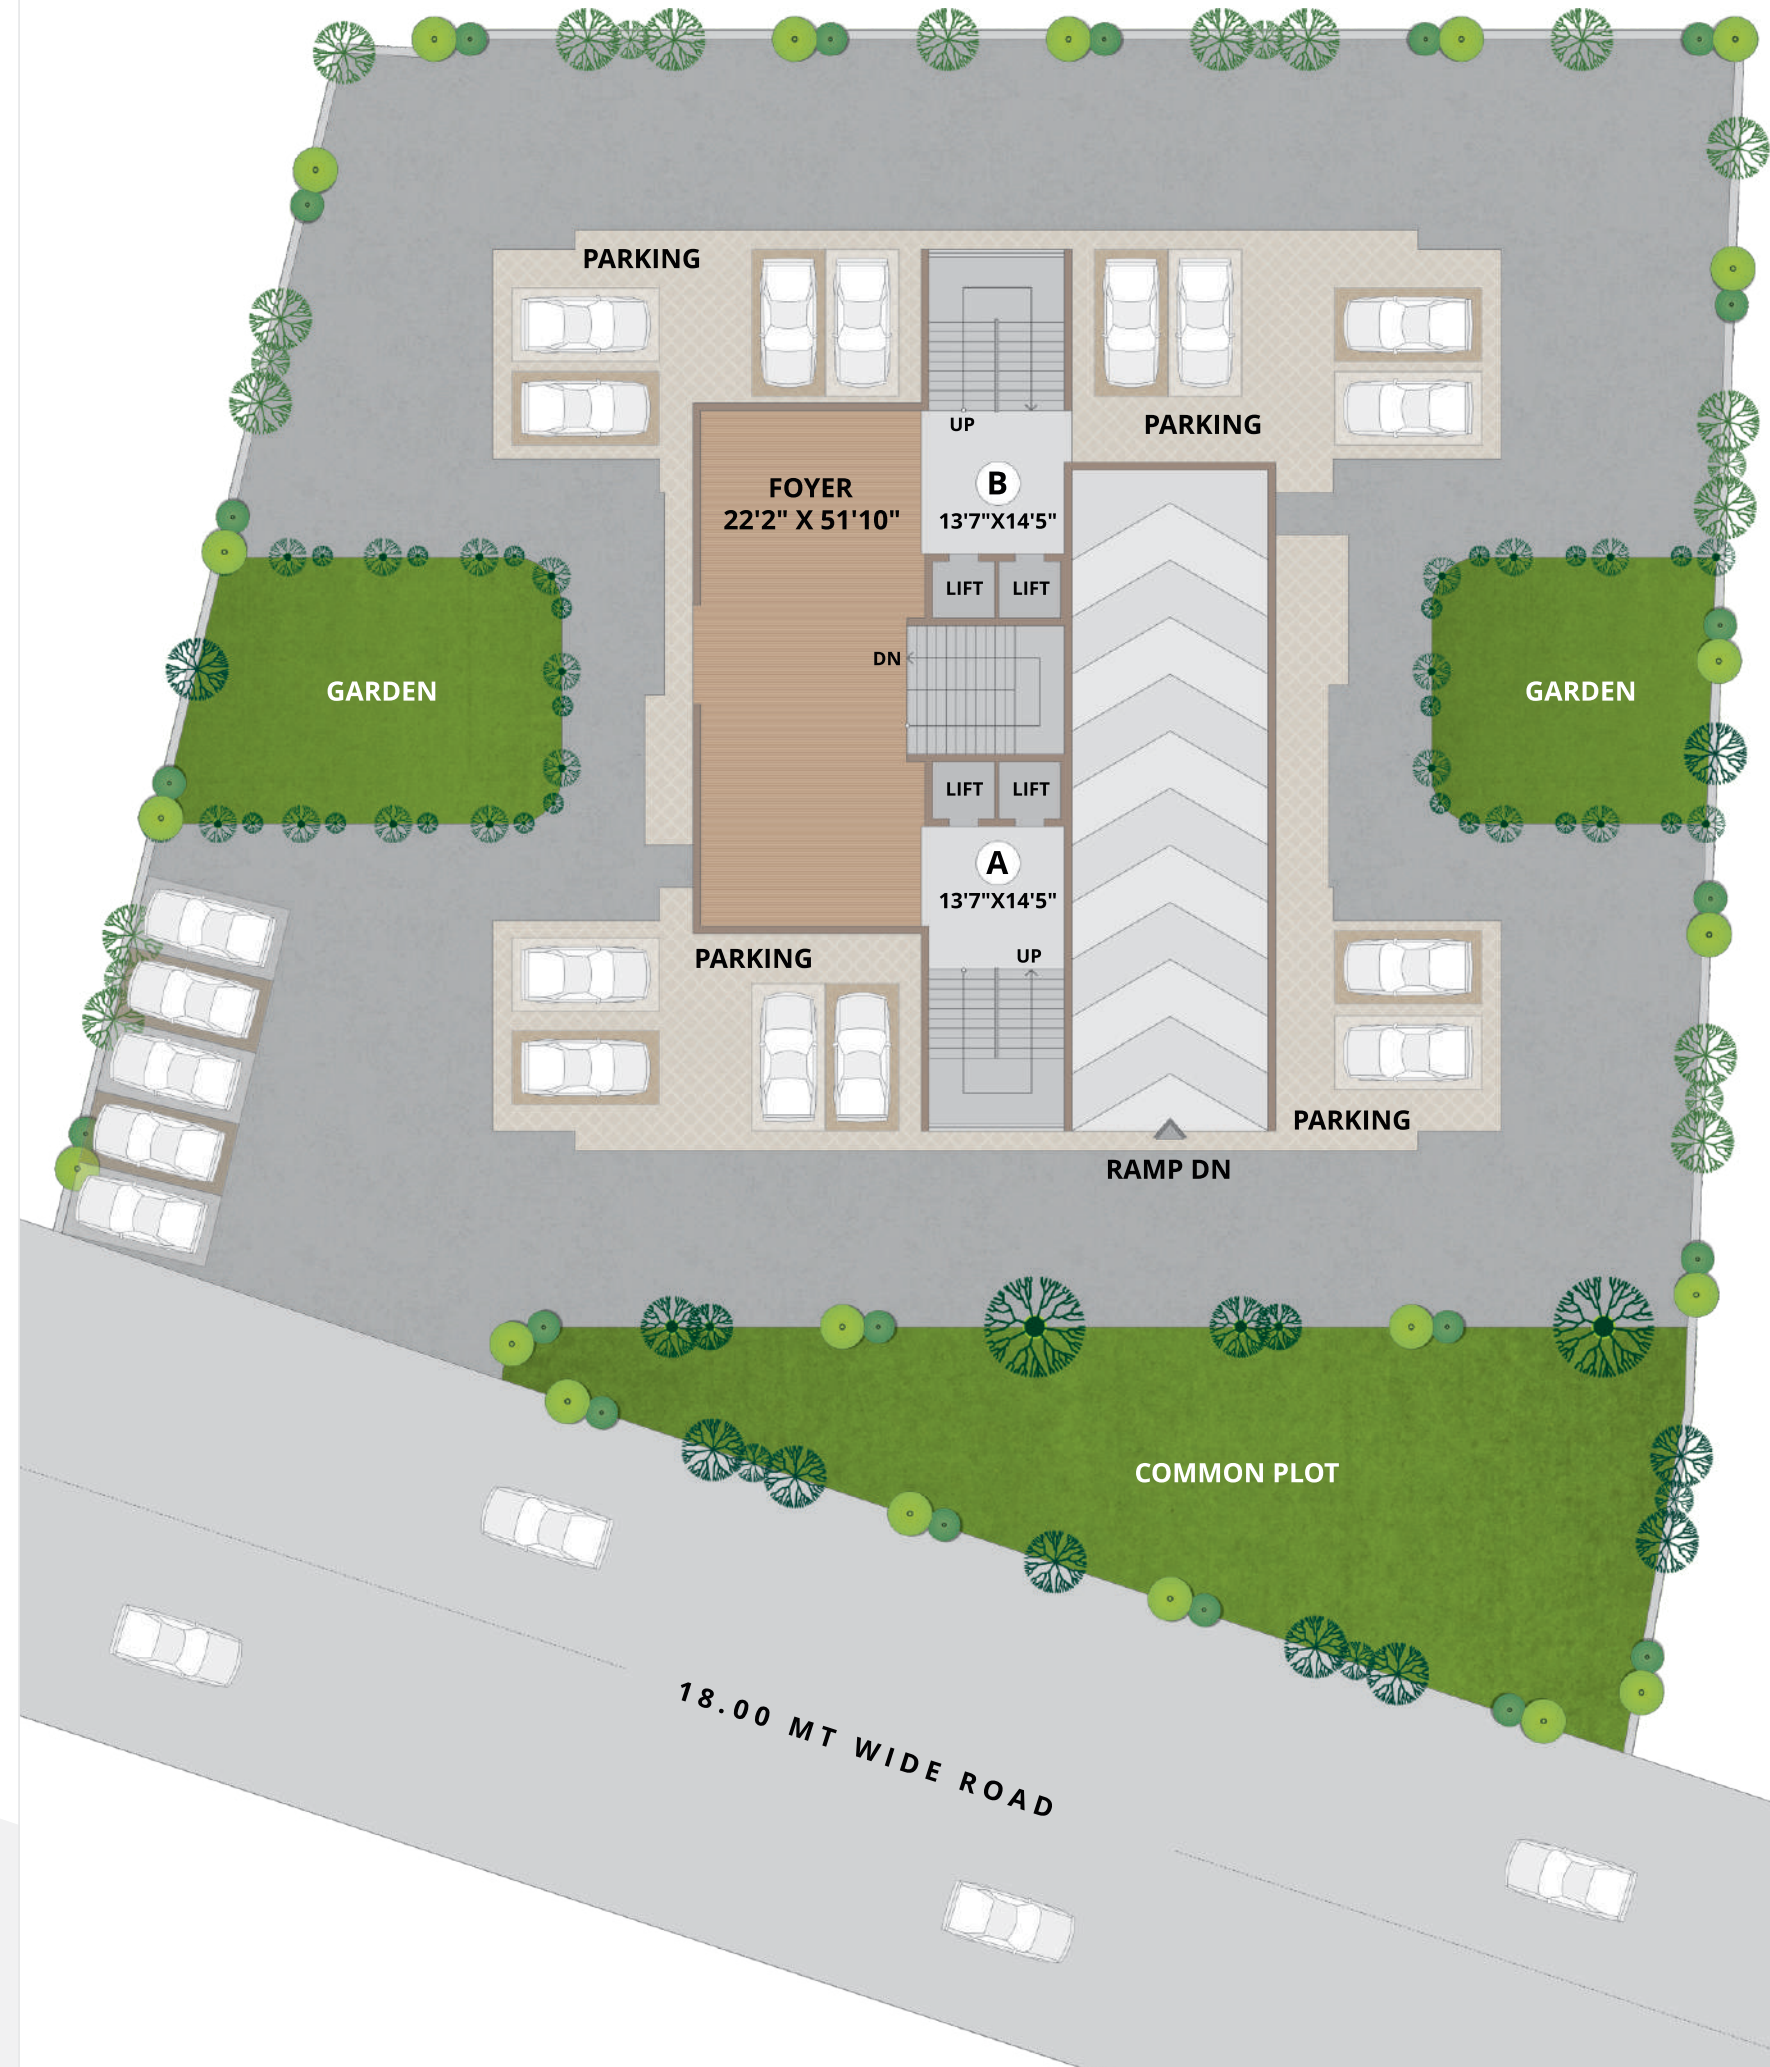 PARKING
UP
PARKING
FOYER
22'2" X 51'10"
B
13'7"X14'5"
LIFT
LIFT
DN
GARDEN
GARDEN
LIFT
LIFT
A
13'7"X14'5"
UP
PARKING
PARKING
RAMP DN
COMMON PLOT
18.00 MT WIDE ROAD